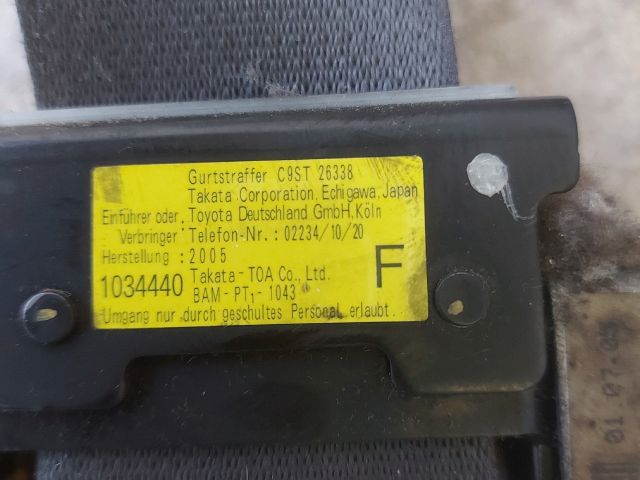 Gurtstraffer C9ST 26338
Takata Corporation, Echigawa, Japan
Einführer oder Toyota Deutschland GmbH, Köln
Verbringer Telefon-Nr. : 02234/10/20
Herstellung : 2005
1034440 Takata-TOA Co., Ltd. F
BAM - PT₁- 1043
Umgang nur durch geschultes Personal erlaubt.